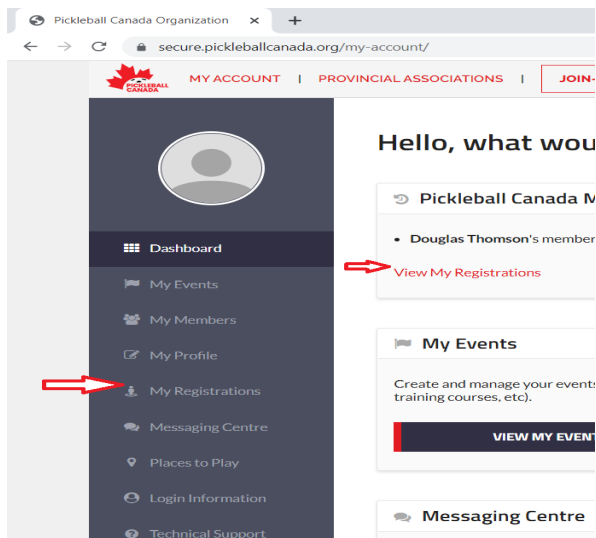 Pickleball Canada Organization
secure.pickleballcanada.org/my-account/
PICKLEBALL
CANADA
MY ACCOUNT | PROVINCIAL ASSOCIATIONS | JOIN-
Hello, what wou
Pickleball Canada M
Douglas Thomson's member
View My Registrations
Dashboard
My Events
My Members
My Profile
My Registrations
Messaging Centre
Places to Play
Login Information
Technical Support
My Events
Create and manage your events
training courses, etc).
VIEW MY EVENT
Messaging Centre